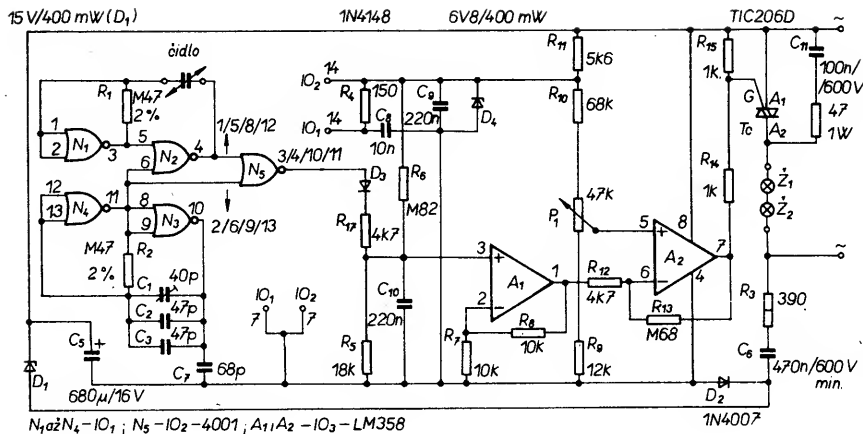 15 V/400 mW (D₁) 1N4148 6V8/400 mW TIC206D
čidlo
R₁
M47
2%
1
2
N₁
3
5
6
N₂
4
1/5/8/12
N₅
3/4/10/11
2/6/9/13
12
13
N₄
11
8
9
N₃
10
R₂
M47
2%
C₁
40p
C₂
47p
C₃
47p
C₇
68p
C₅
+
680µ/16V
D₁
IO₂
14
IO₁
14
R₄
150
C₈
10n
C₉
220n
D₄
R₆
M82
D₃
R₁₇
4k7
IO₁
7
IO₂
7
R₅
18k
C₁₀
220n
3
+
2
−
A₁
1
R₇
10k
R₈
10k
R₁₂
4k7
R₁₁
5k6
R₁₀
68k
47k
P₁
R₉
12k
5
+
6
−
A₂
8
7
4
R₁₃
M68
R₁₅
1k
R₁₄
1k
G
A₁
Tc
A₂
C₁₁
100n/
/600V
47
1W
Ž₁
Ž₂
~
~
R₃
390
C₆
470n/600V
min.
D₂
1N4007
N₁ až N₄–IO₁ ; N₅–IO₂–4001 ; A₁, A₂ –IO₃–LM358